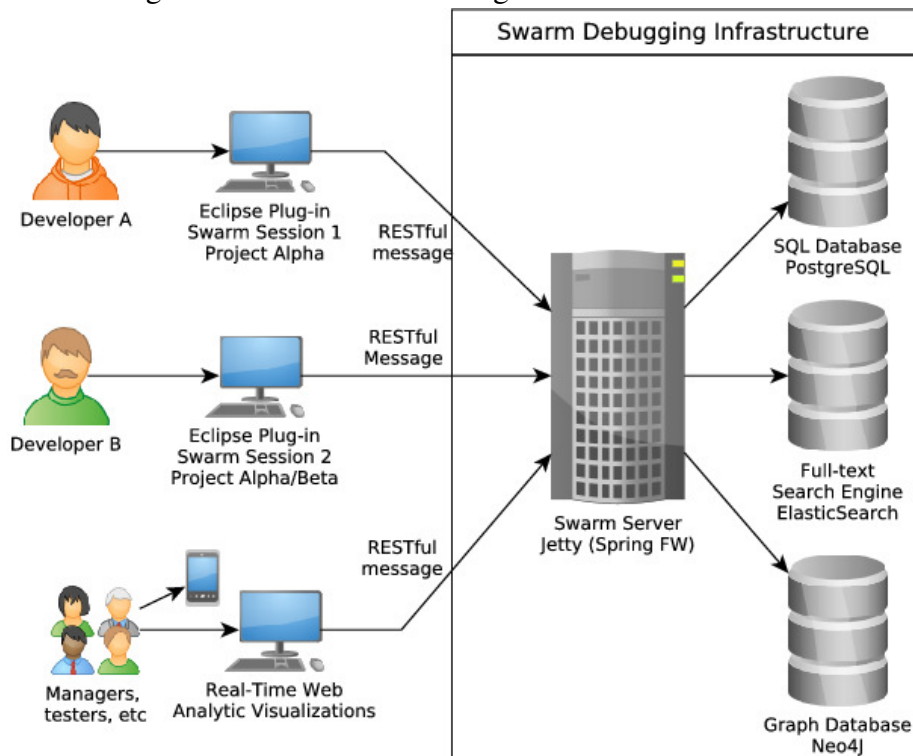 Swarm Debugging Infrastructure
Developer A
Eclipse Plug-in
Swarm Session 1
Project Alpha
RESTful
message
SQL Database
PostgreSQL
Developer B
Eclipse Plug-in
Swarm Session 2
Project Alpha/Beta
RESTful
Message
Swarm Server
Jetty (Spring FW)
Full-text
Search Engine
ElasticSearch
Managers,
testers, etc
Real-Time Web
Analytic Visualizations
RESTful
message
Graph Database
Neo4J